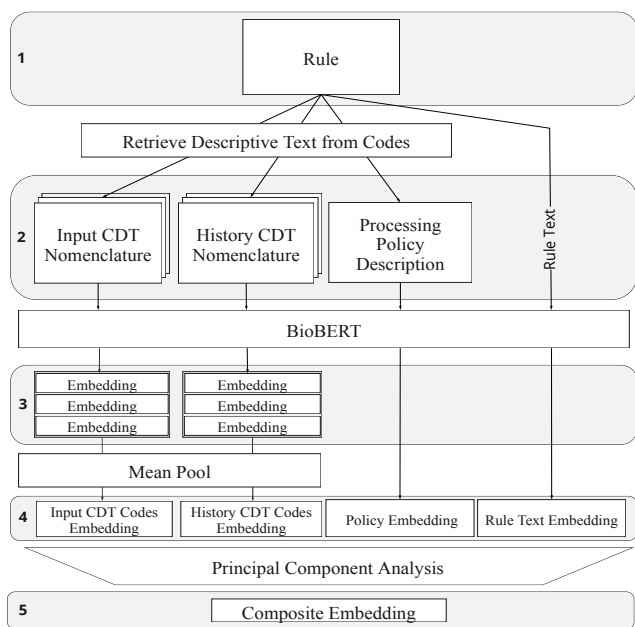 1
Rule
Retrieve Descriptive Text from Codes
2
Input CDT
Nomenclature
History CDT
Nomenclature
Processing
Policy
Description
Rule Text
BioBERT
3
Embedding
Embedding
Embedding
Embedding
Embedding
Embedding
Mean Pool
4
Input CDT Codes
Embedding
History CDT Codes
Embedding
Policy Embedding
Rule Text Embedding
Principal Component Analysis
5
Composite Embedding